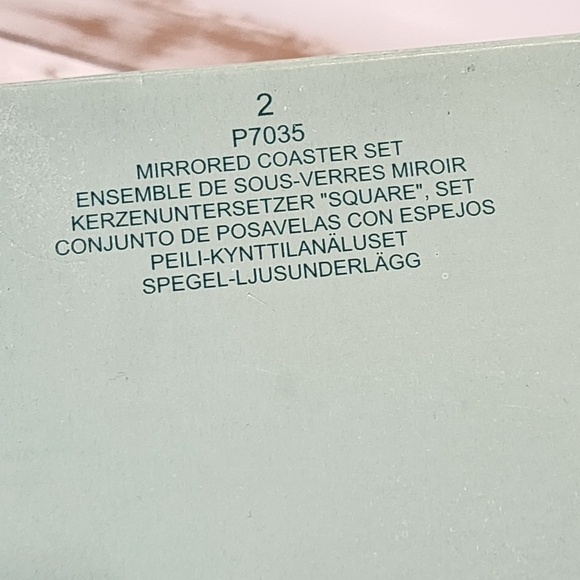 2
P7035
MIRRORED COASTER SET
ENSEMBLE DE SOUS-VERRES MIROIR
KERZENUNTERSETZER "SQUARE", SET
CONJUNTO DE POSAVELAS CON ESPEJOS
PEILI-KYNTTILANÄLUSET
SPEGEL-LJUSUNDERLÄGG